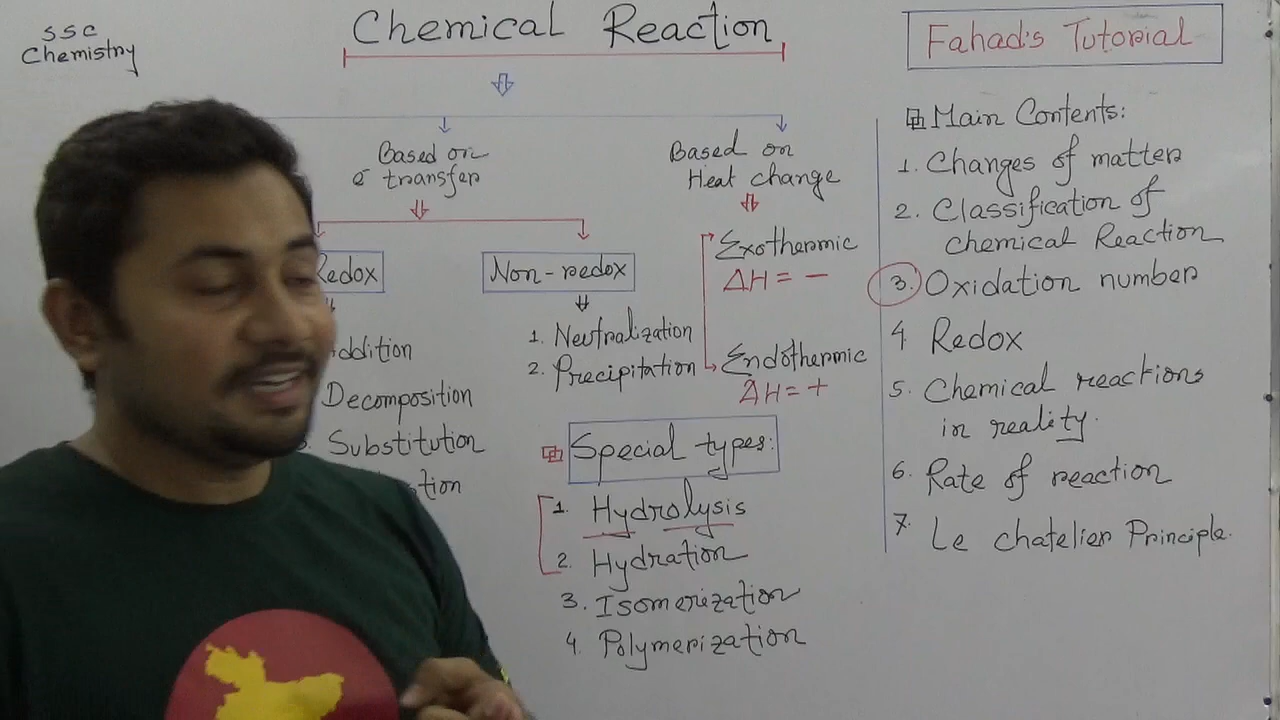 SSC
Chemistry
Chemical Reaction
Fahad's Tutorial
Based on
e transfer
Based on
Heat change
Redox
Non-redox
Addition
Decomposition
Substitution
1. Neutralization
2. Precipitation
Exothermic
ΔH = −
Endothermic
ΔH = +
Special types:
1. Hydrolysis
2. Hydration
3. Isomerization
4. Polymerization
Main Contents:
1. Changes of matter
2. Classification of
chemical Reaction
3. Oxidation number
4. Redox
5. Chemical reactions
in reality.
6. Rate of reaction
7. Le chatelier Principle.